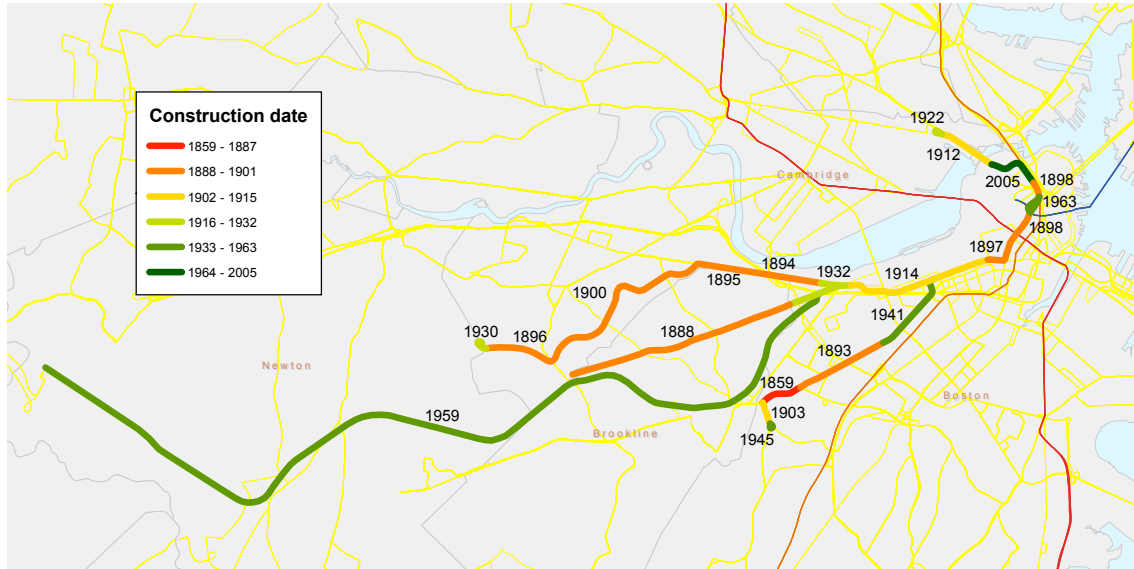 Construction date
1859 - 1887
1888 - 1901
1902 - 1915
1916 - 1932
1933 - 1963
1964 - 2005
1922
1912
Cambridge
2005
1898
1963
1898
1897
1894
1932
1914
1895
1900
1941
1930
1896
1888
1893
Newton
1859
Boston
1959
1903
Brookline
1945